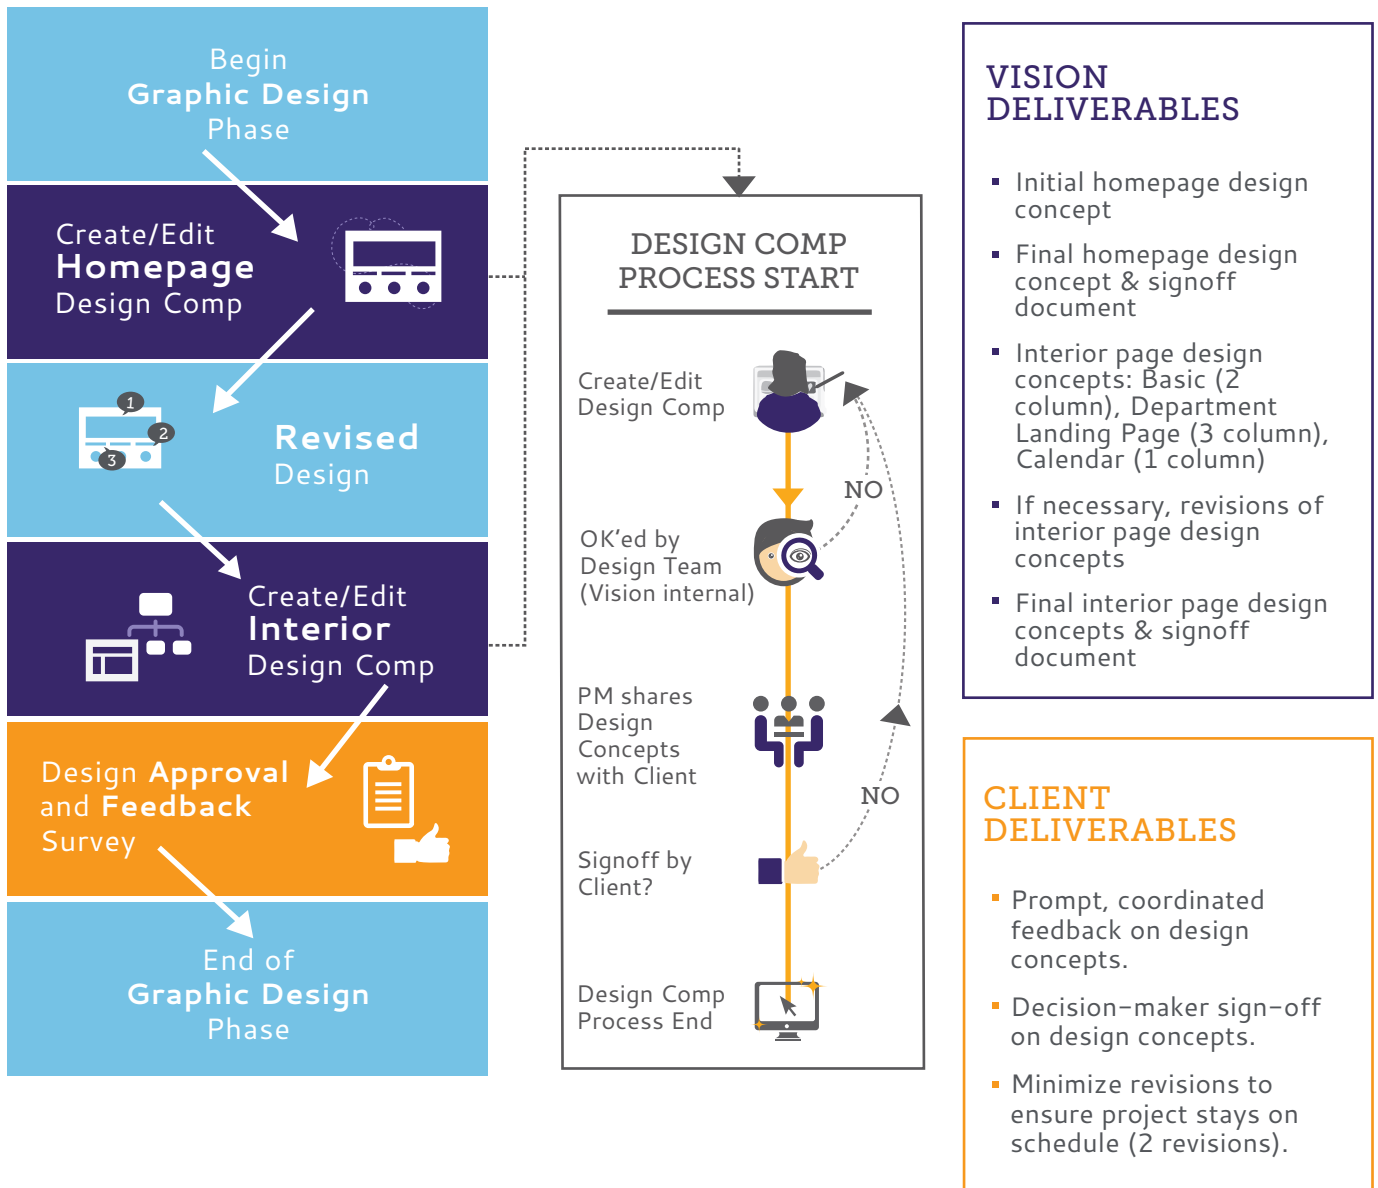 Begin
Graphic Design
Phase
Create/Edit
Homepage
Design Comp
1
2
3
Revised
Design
Create/Edit
Interior
Design Comp
Design Approval
and Feedback
Survey
End of
Graphic Design
Phase
DESIGN COMP
PROCESS START
Create/Edit
Design Comp
NO
OK'ed by
Design Team
(Vision internal)
PM shares
Design
Concepts
with Client
NO
Signoff by
Client?
Design Comp
Process End
VISION
DELIVERABLES
Initial homepage design
concept
Final homepage design
concept & signoff
document
Interior page design
concepts: Basic (2
column), Department
Landing Page (3 column),
Calendar (1 column)
If necessary, revisions of
interior page design
concepts
Final interior page design
concepts & signoff
document
CLIENT
DELIVERABLES
Prompt, coordinated
feedback on design
concepts.
Decision-maker sign-off
on design concepts.
Minimize revisions to
ensure project stays on
schedule (2 revisions).